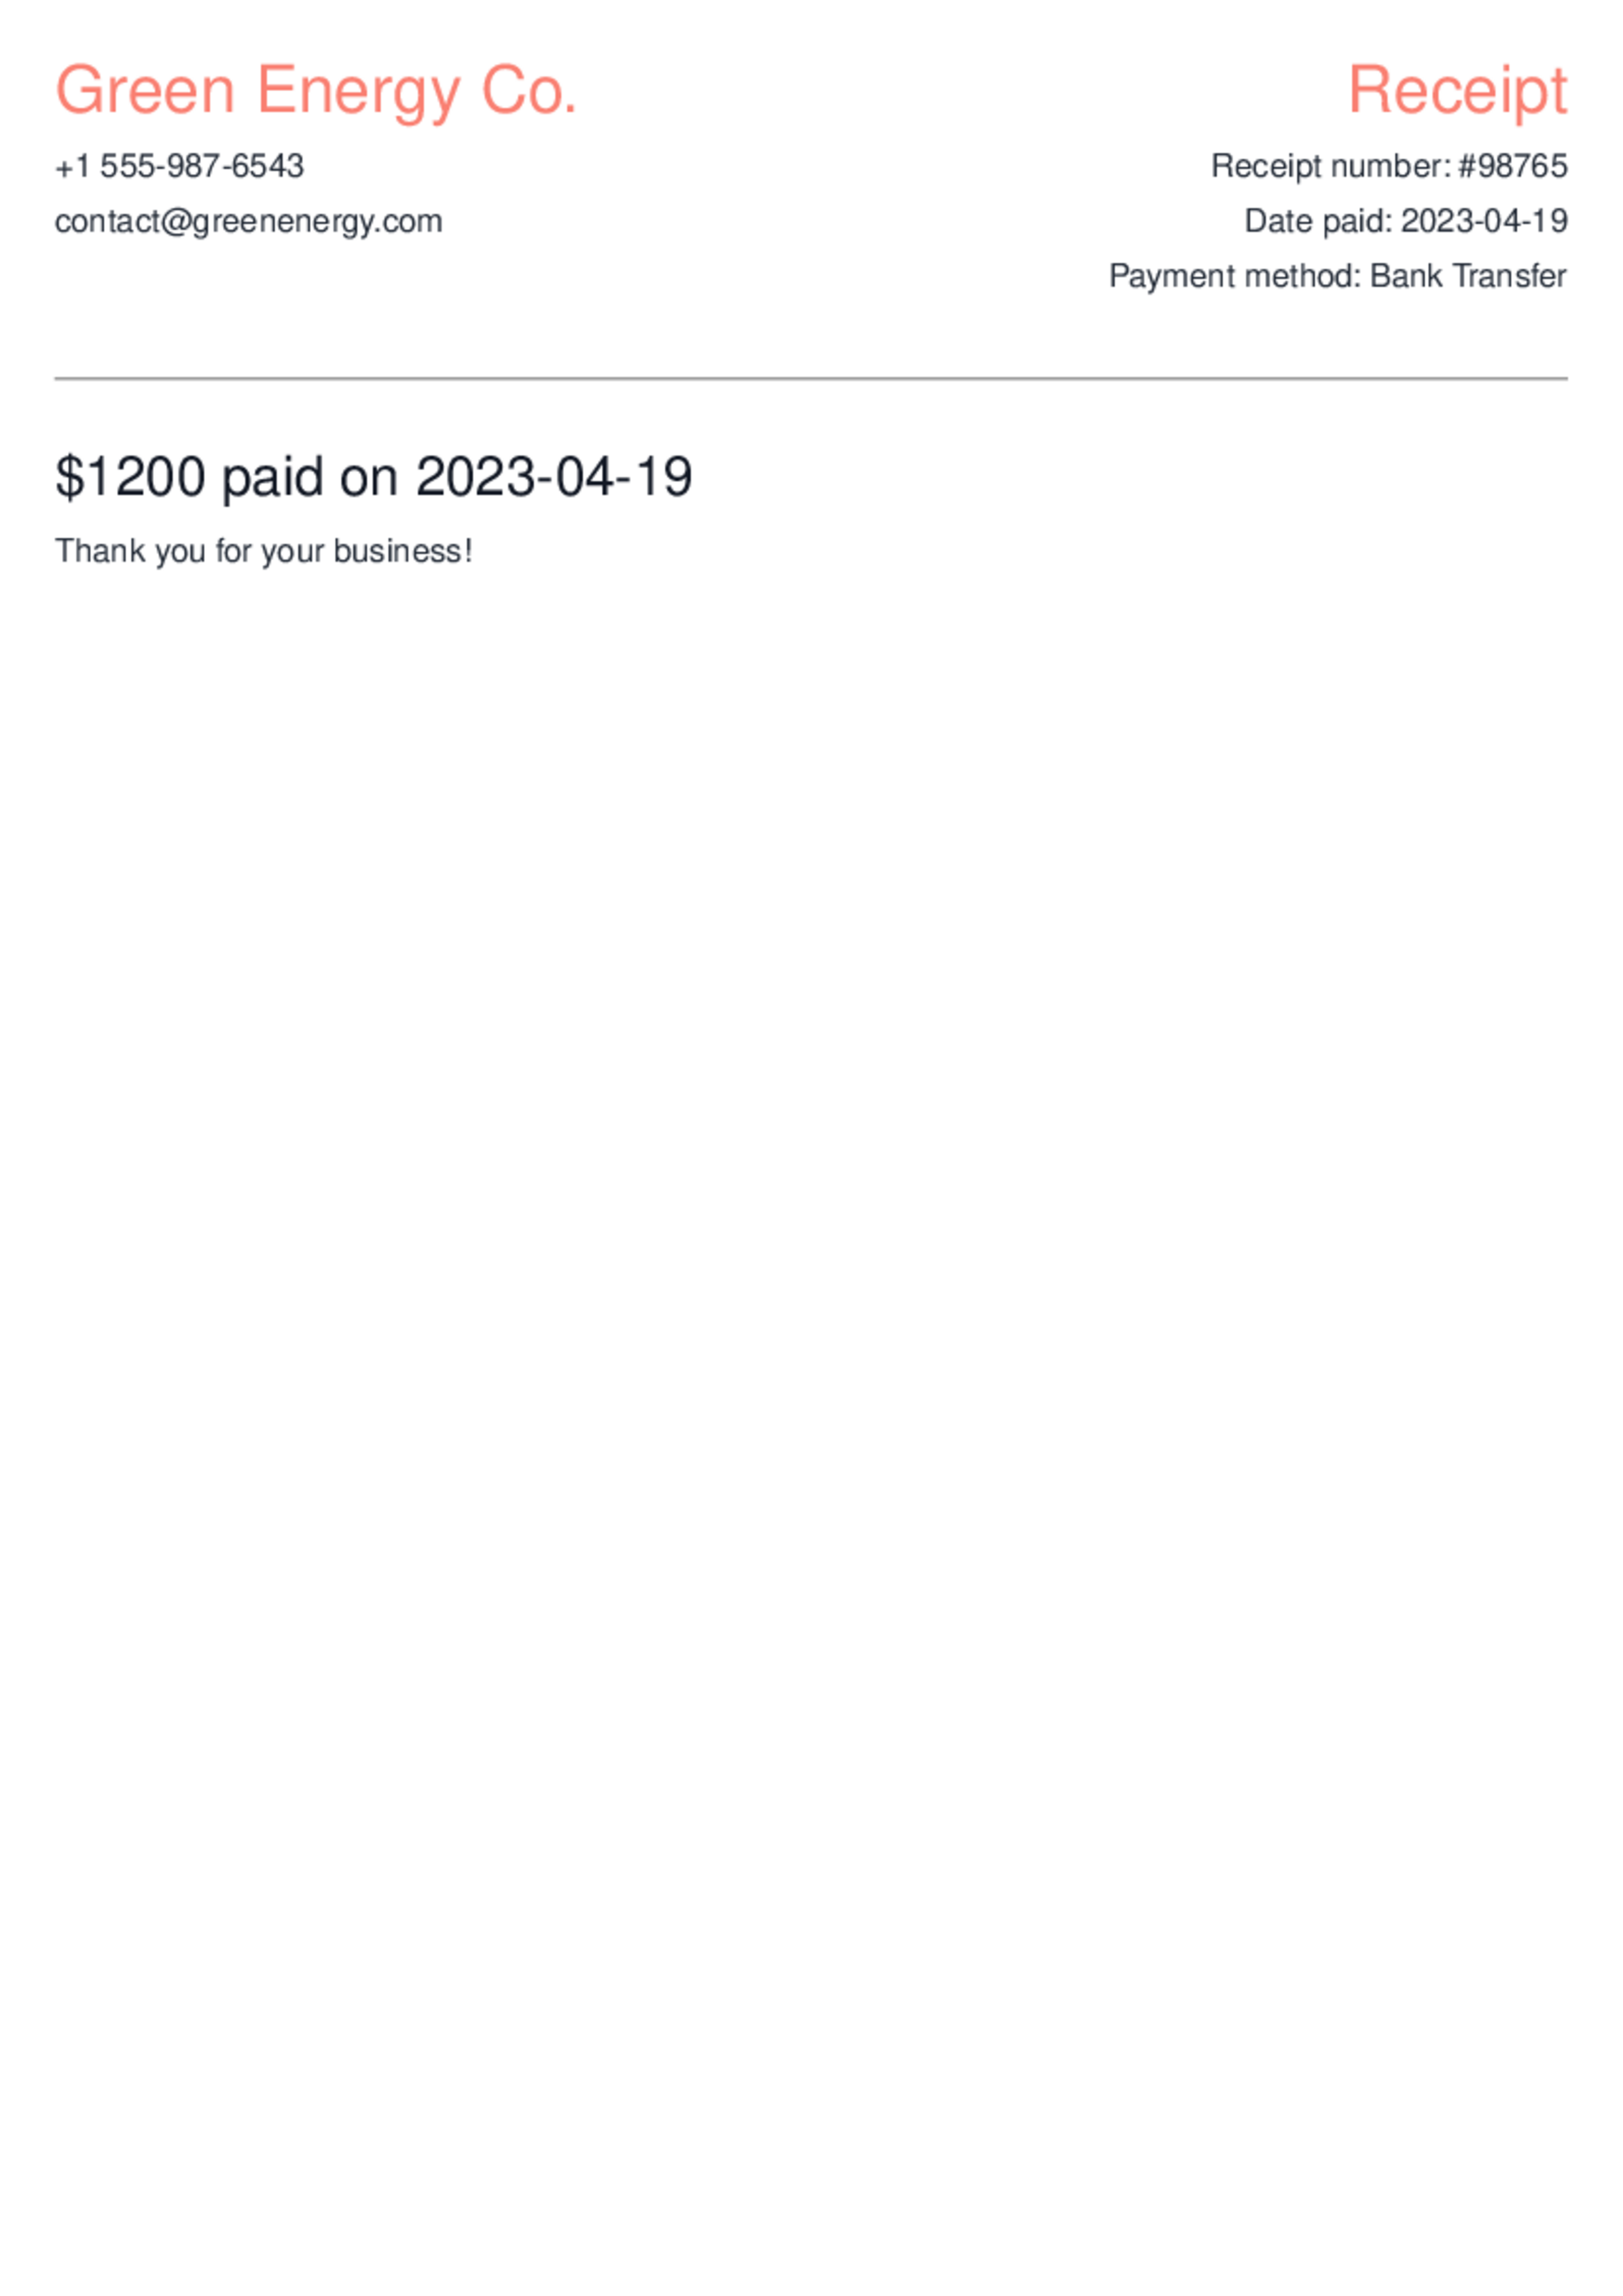 Green Energy Co.
+1 555-987-6543
contact@greenenergy.com
Receipt
Receipt number: #98765
Date paid: 2023-04-19
Payment method: Bank Transfer
$1200 paid on 2023-04-19
Thank you for your business!